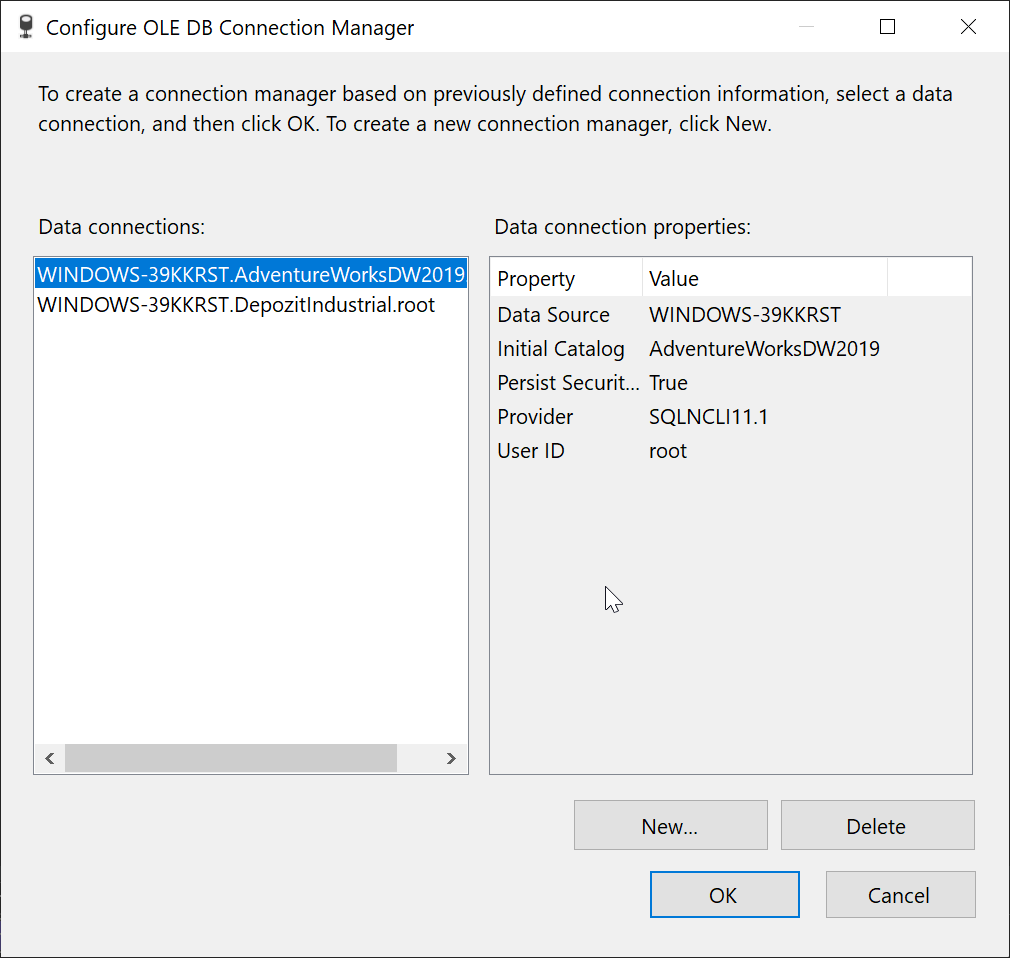 Configure OLE DB Connection Manager
To create a connection manager based on previously defined connection information, select a data
connection, and then click OK. To create a new connection manager, click New.
Data connections:
WINDOWS-39KKRST.AdventureWorksDW2019
WINDOWS-39KKRST.DepozitIndustrial.root
Data connection properties:
Property Value
Data Source WINDOWS-39KKRST
Initial Catalog AdventureWorksDW2019
Persist Securit... True
Provider SQLNCLI11.1
User ID root
New... Delete
OK Cancel